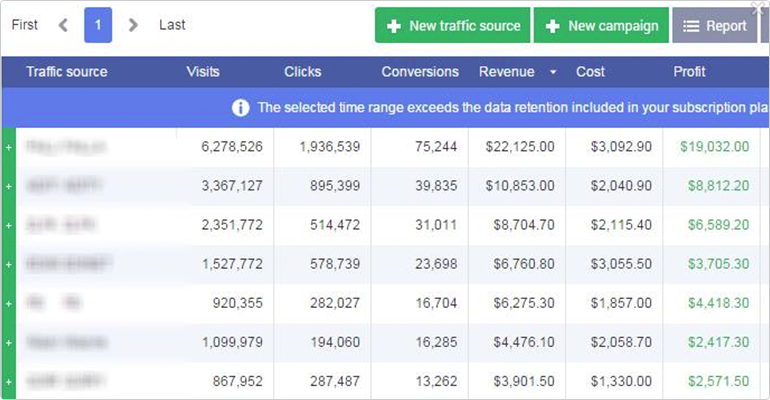 First 1 Last New traffic source New campaign Report
Traffic source Visits Clicks Conversions Revenue Cost Profit
The selected time range exceeds the data retention included in your subscription pla
6,278,526 1,936,539 75,244 $22,125.00 $3,092.90 $19,032.00
3,367,127 895,399 39,835 $10,853.00 $2,040.90 $8,812.20
2,351,772 514,472 31,011 $8,704.70 $2,115.40 $6,589.20
1,527,772 578,739 23,698 $6,760.80 $3,055.50 $3,705.30
920,355 282,027 16,704 $6,275.30 $1,857.00 $4,418.30
1,099,979 194,060 16,285 $4,476.10 $2,058.70 $2,417.30
867,952 287,487 13,262 $3,901.50 $1,330.00 $2,571.50